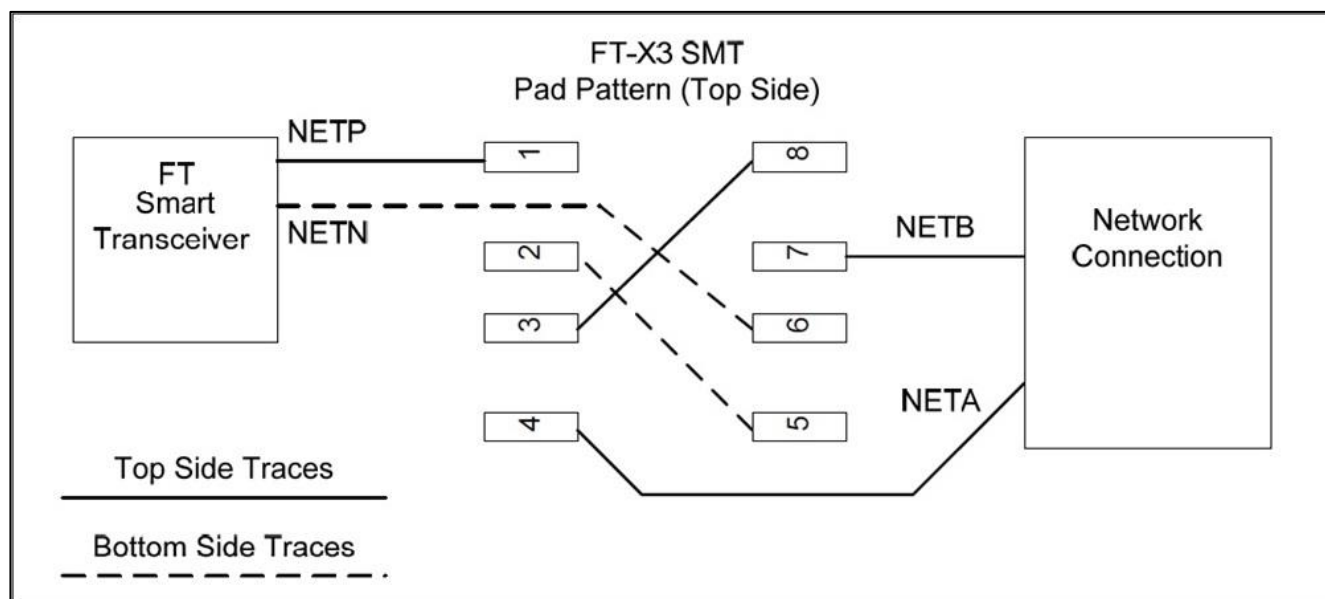 FT-X3 SMT
Pad Pattern (Top Side)
NETP
FT
Smart
Transceiver
NETN
1
2
3
4
8
7
6
5
NETB
NETA
Network
Connection
Top Side Traces
Bottom Side Traces